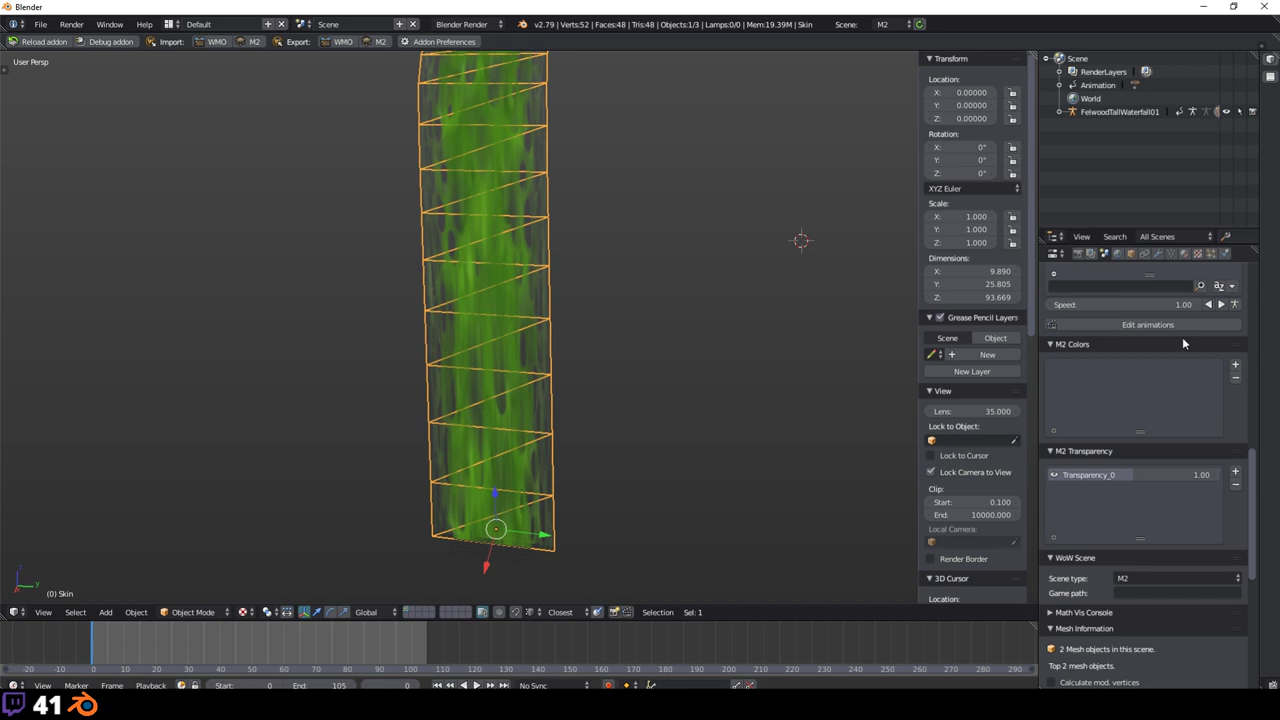 Blender
File Render Window Help Default Scene Blender Render v2.79 | Verts:52 | Faces:48 | Tris:48 | Objects:1/3 | Lamps:0/0 | Mem:19.39M | Skin Scene: M2
Reload addon Debug addon Import: WMO M2 Export: WMO M2 Addon Preferences
User Persp
Transform
Location:
X: 0.00000
Y: 0.00000
Z: 0.00000
Rotation:
X: 0°
Y: 0°
Z: 0°
XYZ Euler
Scale:
X: 1.000
Y: 1.000
Z: 1.000
Dimensions:
X: 9.890
Y: 25.805
Z: 93.669
Grease Pencil Layers
Scene Object
New
New Layer
View
Lens: 35.000
Lock to Object:
Lock to Cursor
Lock Camera to View
Clip:
Start: 0.100
End: 10000.000
Local Camera:
Render Border
3D Cursor
Location:
Scene
RenderLayers
Animation
World
FelwoodTallWaterfall01
View Search All Scenes
Speed: 1.00
Edit animations
M2 Colors
M2 Transparency
Transparency_0 1.00
WoW Scene
Scene type: M2
Game path:
Math Vis Console
Mesh Information
2 Mesh objects in this scene.
Top 2 mesh objects.
Calculate mod. vertices
z
y
(0) Skin
View Select Add Object Object Mode Global Closest Selection Sel: 1
-20 -10 0 10 20 30 40 50 60 70 80 90 100 110 120 130 140 150 160 170 180 190 200 210 220 230 240 250 260 270 280 290
View Marker Frame Playback Start: 0 End: 105 0 No Sync
41